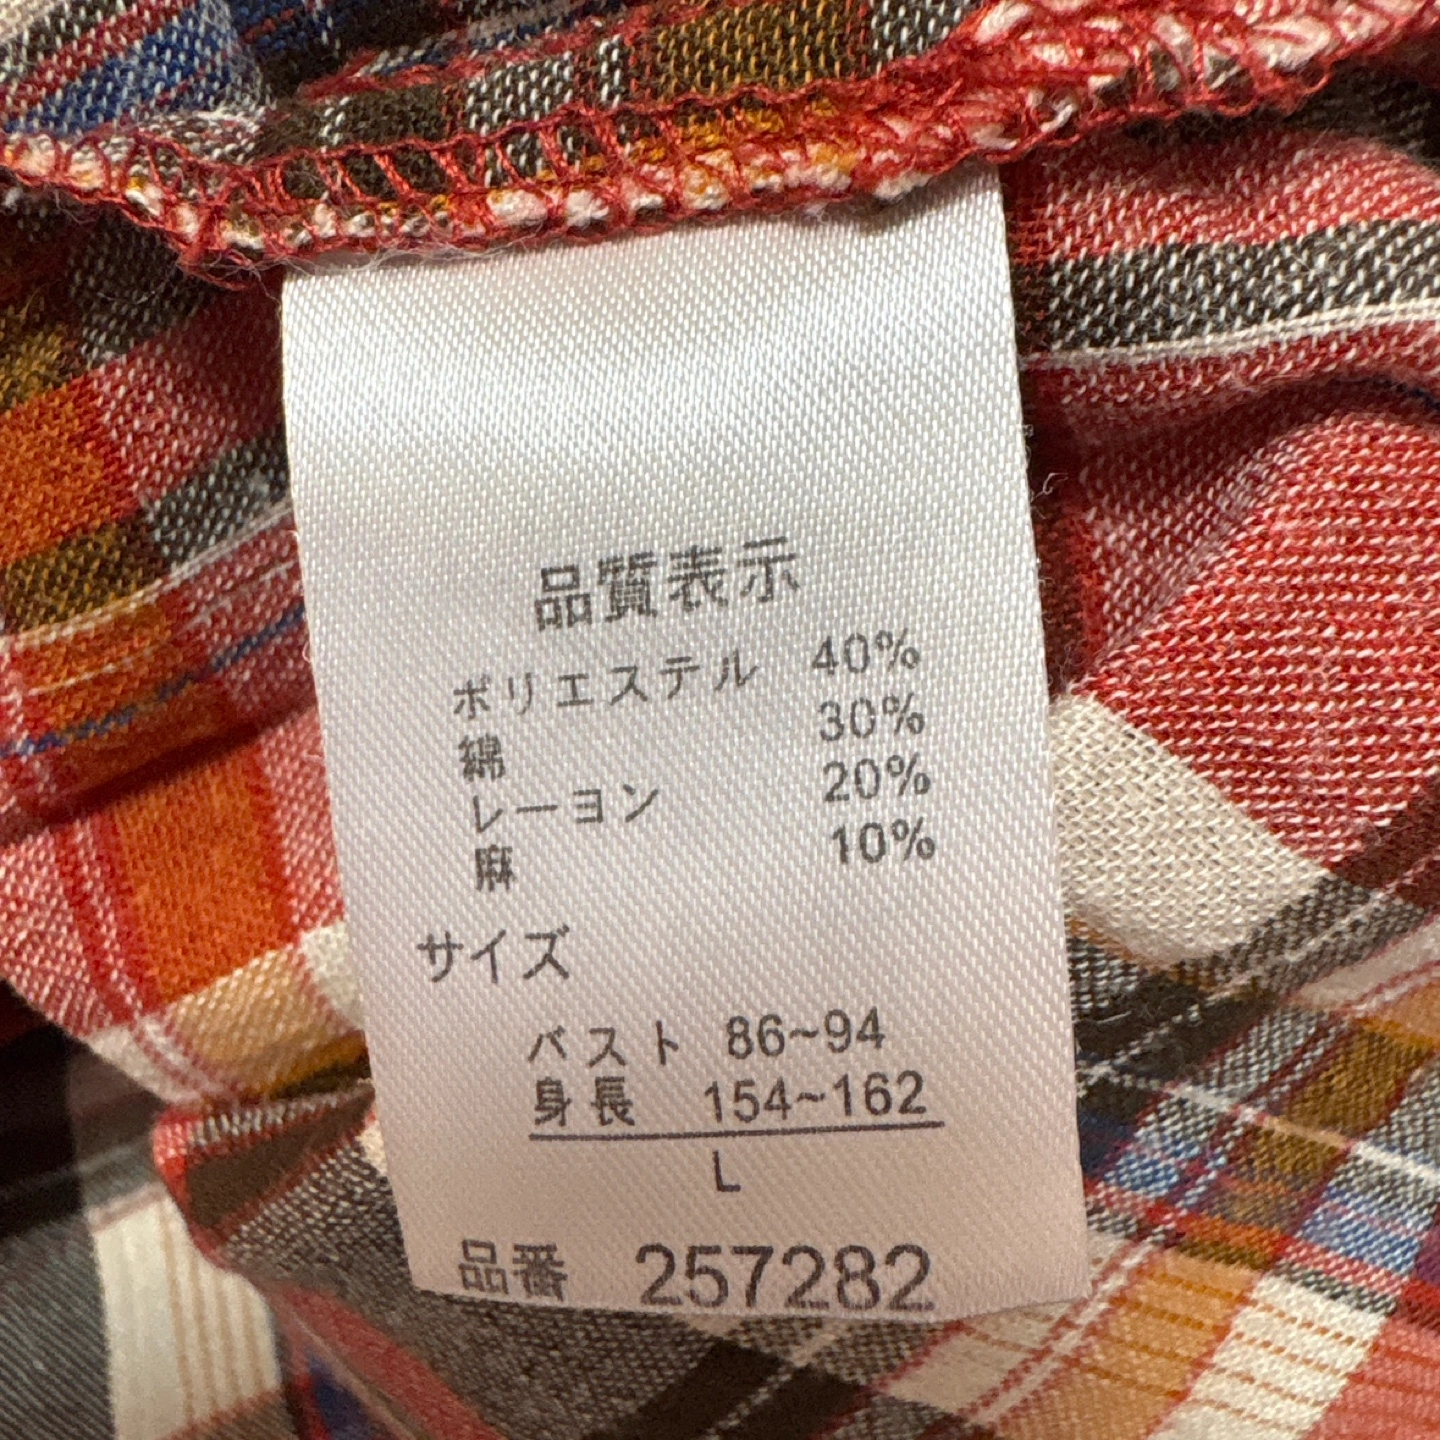 品質表示
ポリエステル 40%
綿 30%
レーヨン 20%
麻 10%
サイズ
バスト 86~94
身長 154~162
L
品番 257282